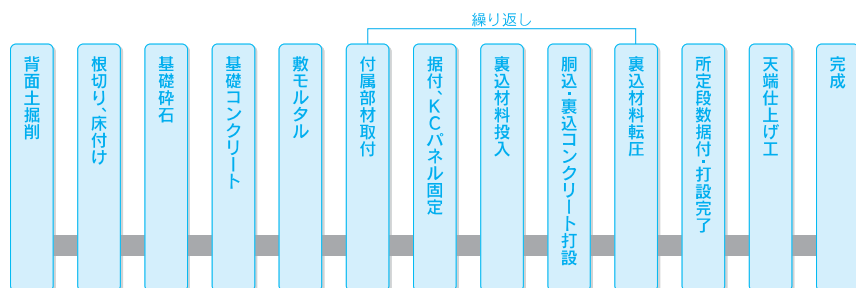 繰り返し
背面土掘削
根切り、床付け
基礎砕石
基礎コンクリート
敷モルタル
付属部材取付
据付、KCパネル固定
裏込材料投入
胴込・裏込コンクリート打設
裏込材料転圧
所定段数据付・打設完了
天端仕上げ工
完成